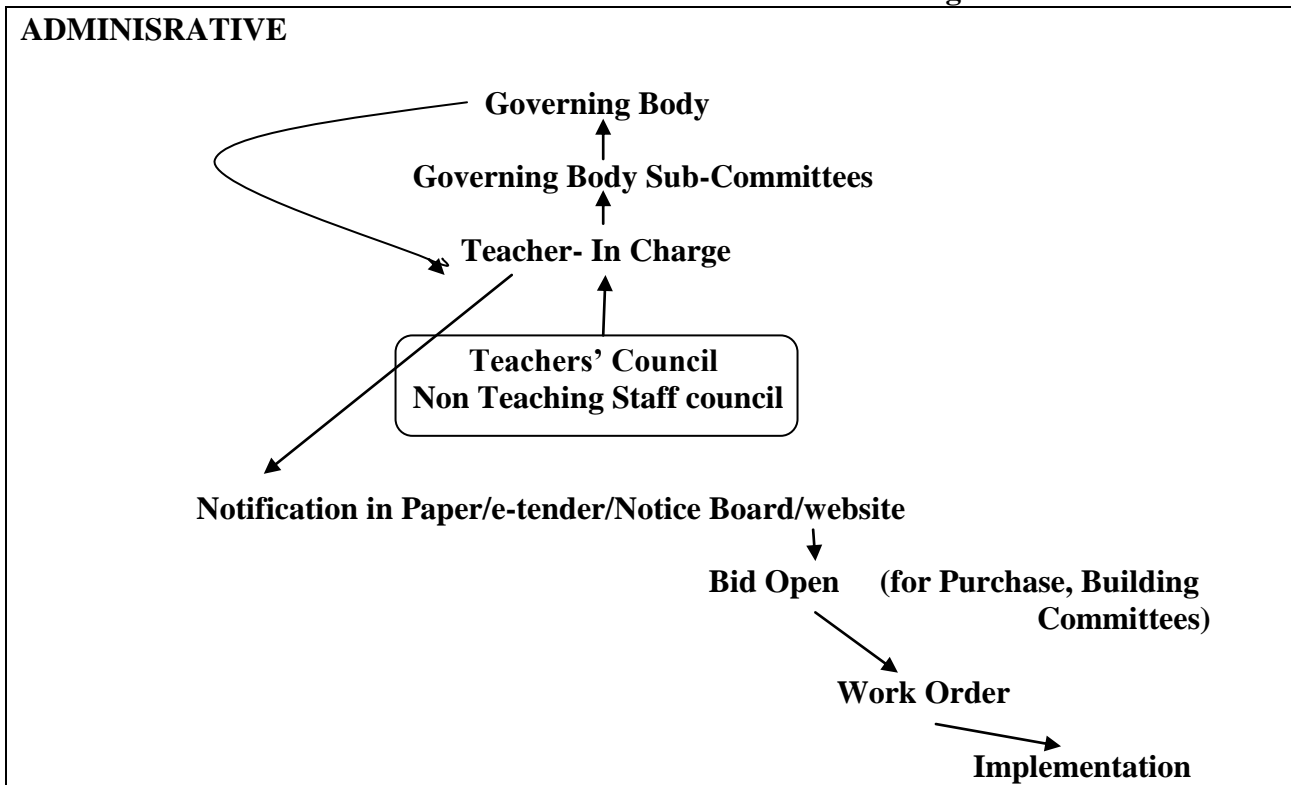 ADMINISRATIVE
Governing Body
Governing Body Sub-Committees
Teacher- In Charge
Teachers’ Council
Non Teaching Staff council
Notification in Paper/e-tender/Notice Board/website
Bid Open (for Purchase, Building
Committees)
Work Order
Implementation